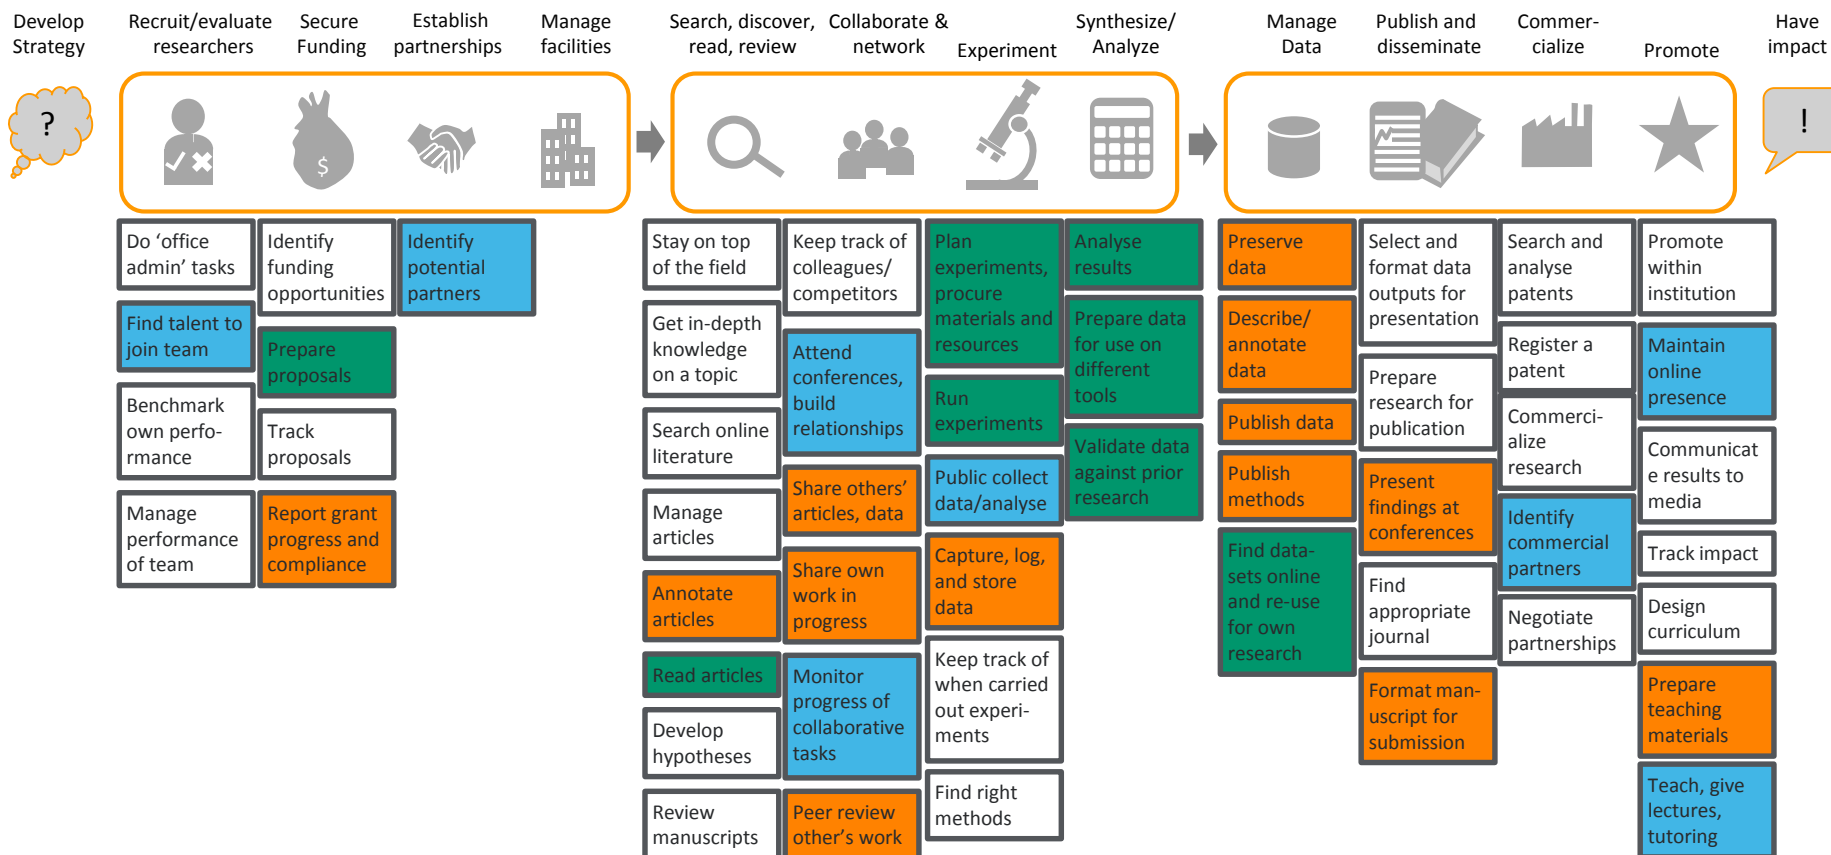 Develop
Strategy
Recruit/evaluate
researchers
Secure
Funding
Establish
partnerships
Manage
facilities
Search, discover,
read, review
Collaborate &
network
Experiment
Synthesize/
Analyze
Manage
Data
Publish and
disseminate
Commer-
cialize
Promote
Have
impact
?
$
!
Do ‘office
admin’ tasks
Find talent to
join team
Benchmark
own perfo-
rmance
Manage
performance
of team
Identify
funding
opportunities
Prepare
proposals
Track
proposals
Report grant
progress and
compliance
Identify
potential
partners
Stay on top
of the field
Get in-depth
knowledge
on a topic
Search online
literature
Manage
articles
Annotate
articles
Read articles
Develop
hypotheses
Review
manuscripts
Keep track of
colleagues/
competitors
Attend
conferences,
build
relationships
Share others’
articles, data
Share own
work in
progress
Monitor
progress of
collaborative
tasks
Peer review
other’s work
Plan
experiments,
procure
materials and
resources
Run
experiments
Public collect
data/analyse
Capture, log,
and store
data
Keep track of
when carried
out experi-
ments
Find right
methods
Analyse
results
Prepare data
for use on
different
tools
Validate data
against prior
research
Preserve
data
Describe/
annotate
data
Publish data
Publish
methods
Find data-
sets online
and re-use
for own
research
Select and
format data
outputs for
presentation
Prepare
research for
publication
Present
findings at
conferences
Find
appropriate
journal
Format man-
uscript for
submission
Search and
analyse
patents
Register a
patent
Commerci-
alize
research
Identify
commercial
partners
Negotiate
partnerships
Promote
within
institution
Maintain
online
presence
Communicat
e results to
media
Track impact
Design
curriculum
Prepare
teaching
materials
Teach, give
lectures,
tutoring